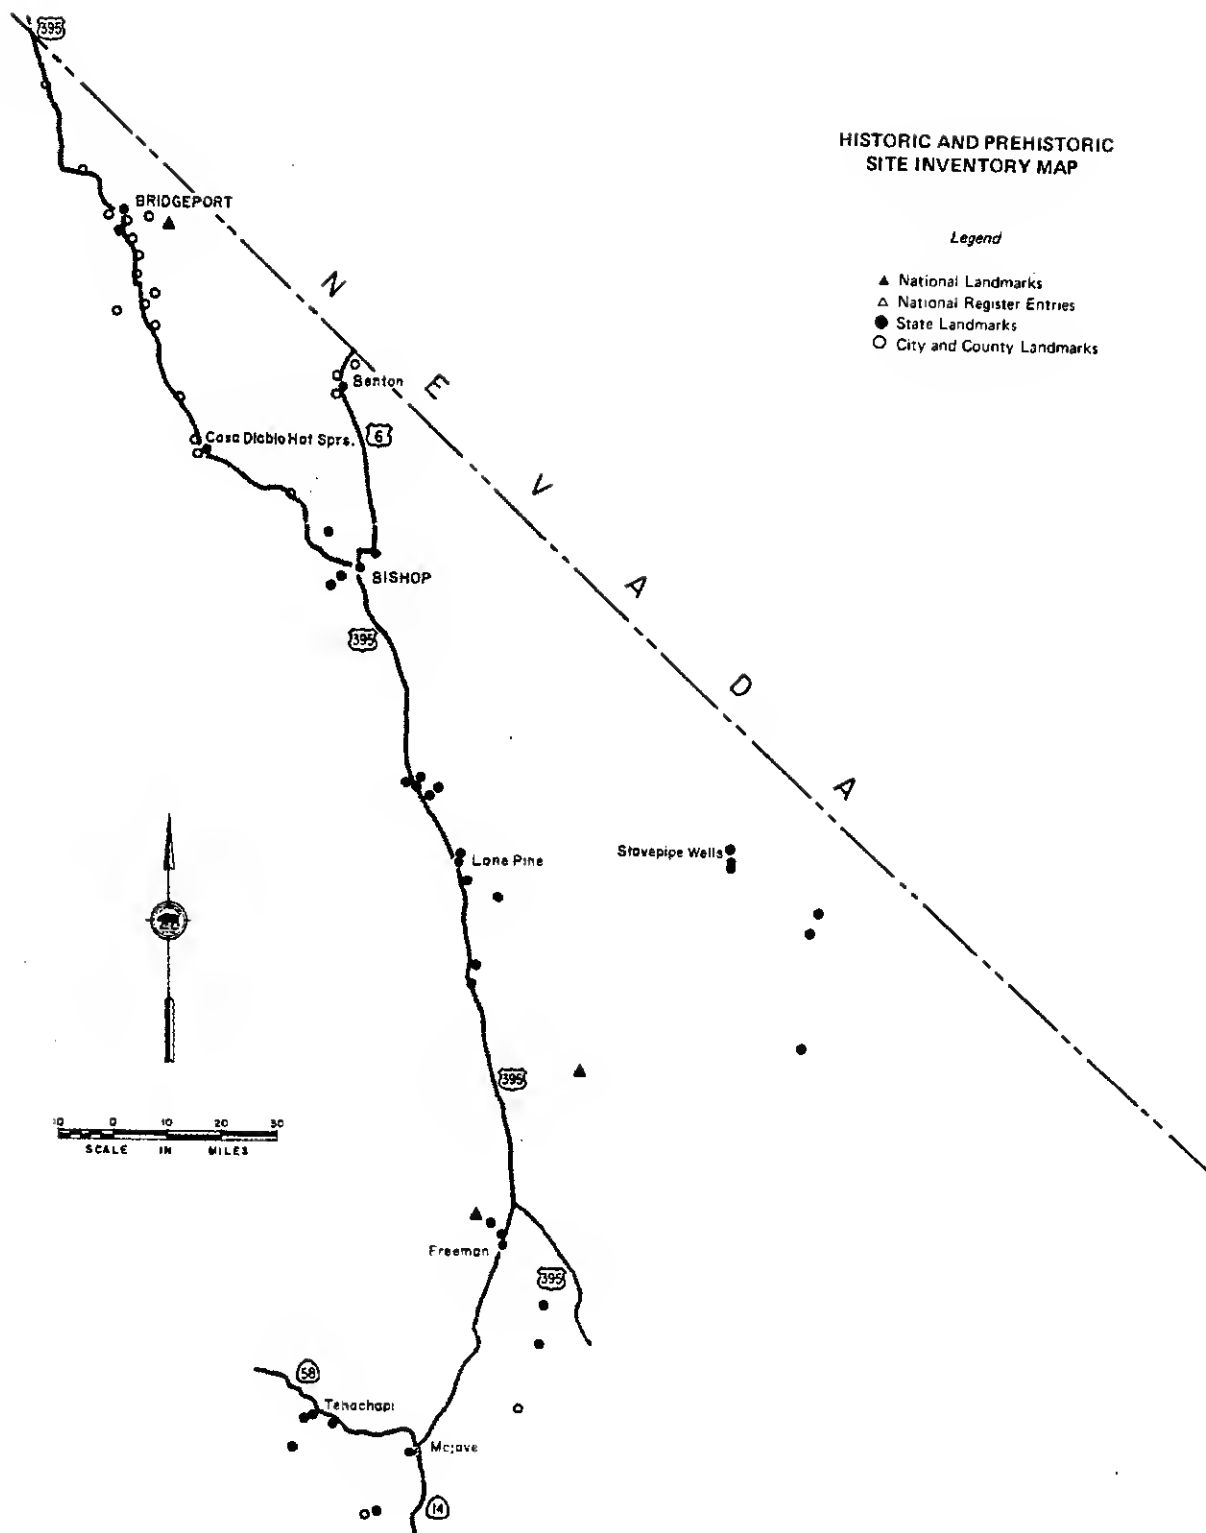 395
HISTORIC AND PREHISTORIC
SITE INVENTORY MAP
Legend
National Landmarks
National Register Entries
State Landmarks
City and County Landmarks
BRIDGEPORT
N
E
V
A
D
A
Benton
6
Casa Diablo Hot Sprs.
BISHOP
395
Lone Pine
Stovepipe Wells
395
10 0 10 20 30
SCALE IN MILES
Freeman
395
58
Tehachapi
Mojave
14